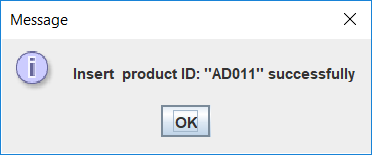 Message
Insert  product ID: "AD011" successfully
OK